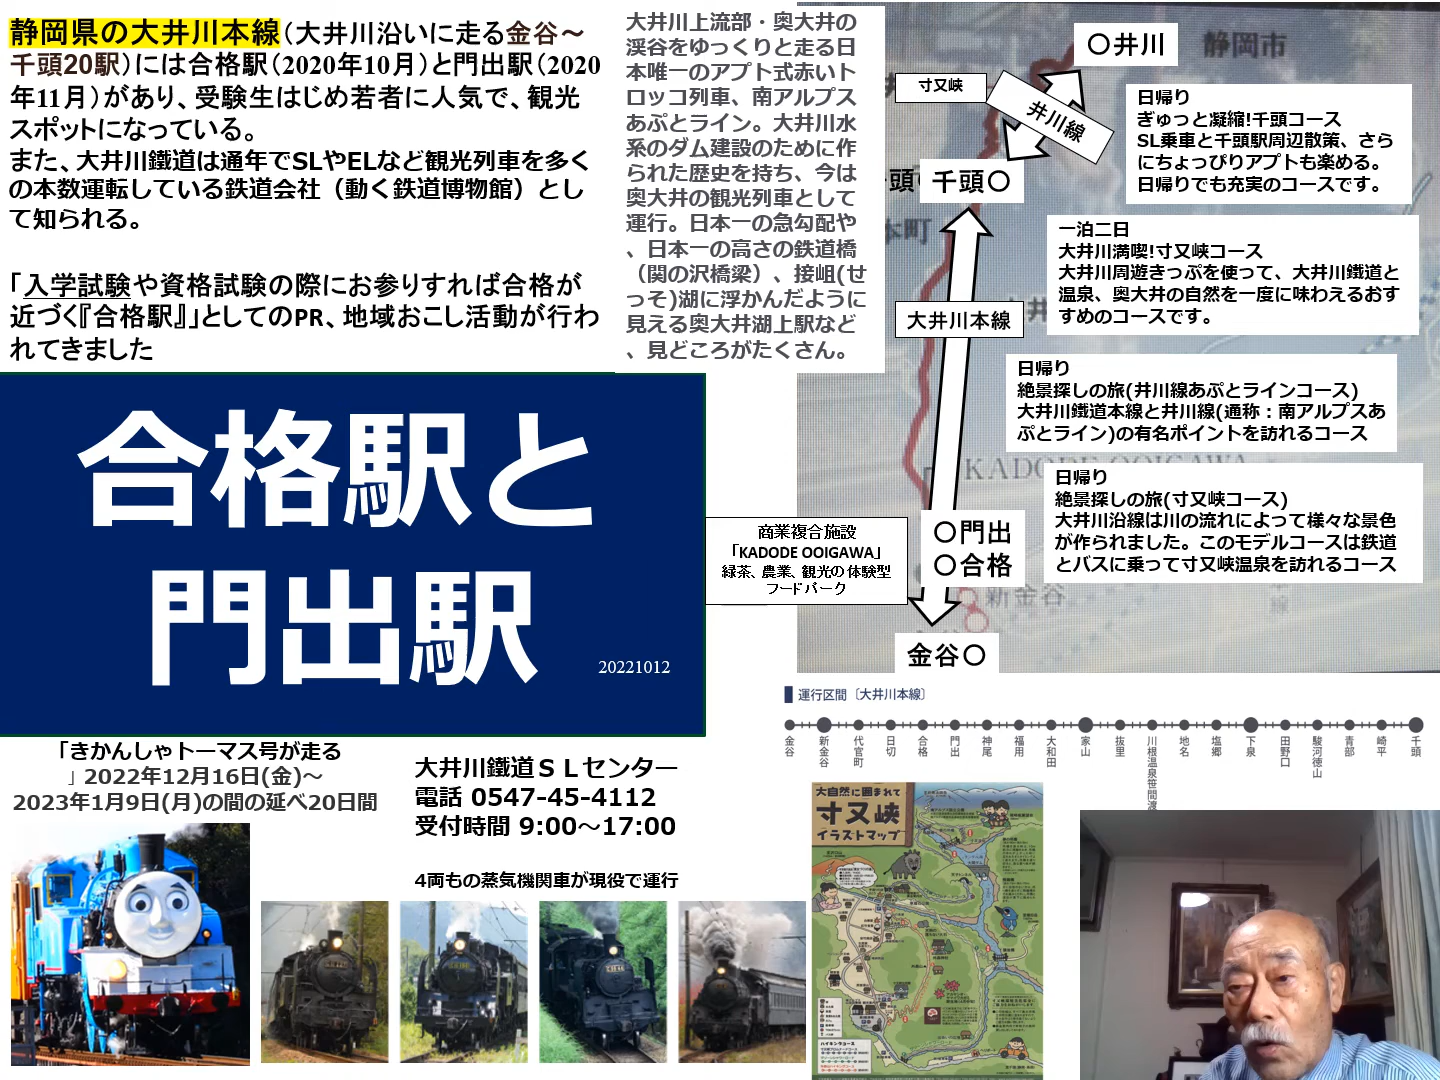 静岡県の大井川本線（大井川沿いに走る金谷～
千頭20駅）には合格駅（2020年10月）と門出駅（2020
年11月）があり、受験生はじめ若者に人気で、観光
スポットになっている。
また、大井川鐵道は通年でSLやELなど観光列車を多く
の本数運転している鉄道会社（動く鉄道博物館）とし
て知られる。
「入学試験や資格試験の際にお参りすれば合格が
近づく『合格駅』」としてのPR、地域おこし活動が行わ
れてきました
大井川上流部・奥大井の
渓谷をゆっくりと走る日
本唯一のアプト式赤いト
ロッコ列車、南アルプス
あぷとライン。大井川水
系のダム建設のために作
られた歴史を持ち、今は
奥大井の観光列車として
運行。日本一の急勾配や
、日本一の高さの鉄道橋
（関の沢橋梁）、接岨(せ
っそ)湖に浮かんだように
見える奥大井湖上駅など
、見どころがたくさん。
〇井川
静岡市
寸又峡
井川線
千頭〇
本町
大井川本線
KADODE OOIGAWA
〇門出
〇合格
新金谷
金谷〇
日帰り
ぎゅっと凝縮!千頭コース
SL乗車と千頭駅周辺散策、さら
にちょっぴりアプトも楽める。
日帰りでも充実のコースです。
一泊二日
大井川満喫!寸又峡コース
大井川周遊きっぷを使って、大井川鐵道と
温泉、奥大井の自然を一度に味わえるおす
すめのコースです。
日帰り
絶景探しの旅(井川線あぷとラインコース)
大井川鐵道本線と井川線(通称：南アルプスあ
ぷとライン)の有名ポイントを訪れるコース
日帰り
絶景探しの旅(寸又峡コース)
大井川沿線は川の流れによって様々な景色
が作られました。このモデルコースは鉄道
とバスに乗って寸又峡温泉を訪れるコース
商業複合施設
「KADODE OOIGAWA」
緑茶、農業、観光の体験型
フードパーク
合格駅と
門出駅
20221012
運行区間〔大井川本線〕
金谷
新金谷
代官町
日切
合格
門出
神尾
福用
大和田
家山
抜里
川根温泉笹間渡
地名
塩郷
下泉
田野口
駿河徳山
青部
崎平
千頭
「きかんしゃトーマス号が走る
」2022年12月16日(金)～
2023年1月9日(月)の間の延べ20日間
大井川鐵道ＳＬセンター
電話 0547-45-4112
受付時間 9:00～17:00
4両もの蒸気機関車が現役で運行
大自然に囲まれて
寸又峡
イラストマップ
ハイキングコース